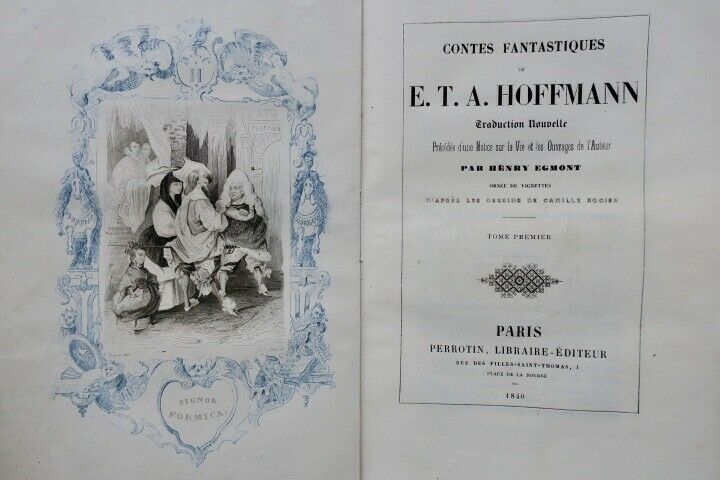 SIGNOR
FORMICA.
CONTES FANTASTIQUES
DE
E. T. A. HOFFMANN
Traduction Nouvelle
Précédés d'une Notice sur la Vie et les Ouvrages de l'Auteur
PAR HENRY EGMONT
ORNÉE DE VIGNETTES
D'APRÈS LES DESSINS DE CAMILLE ROGIER
TOME PREMIER
PARIS
PERROTIN, LIBRAIRE-ÉDITEUR
RUE DES FILLES-SAINT-THOMAS, 1
PLACE DE LA BOURSE
1840